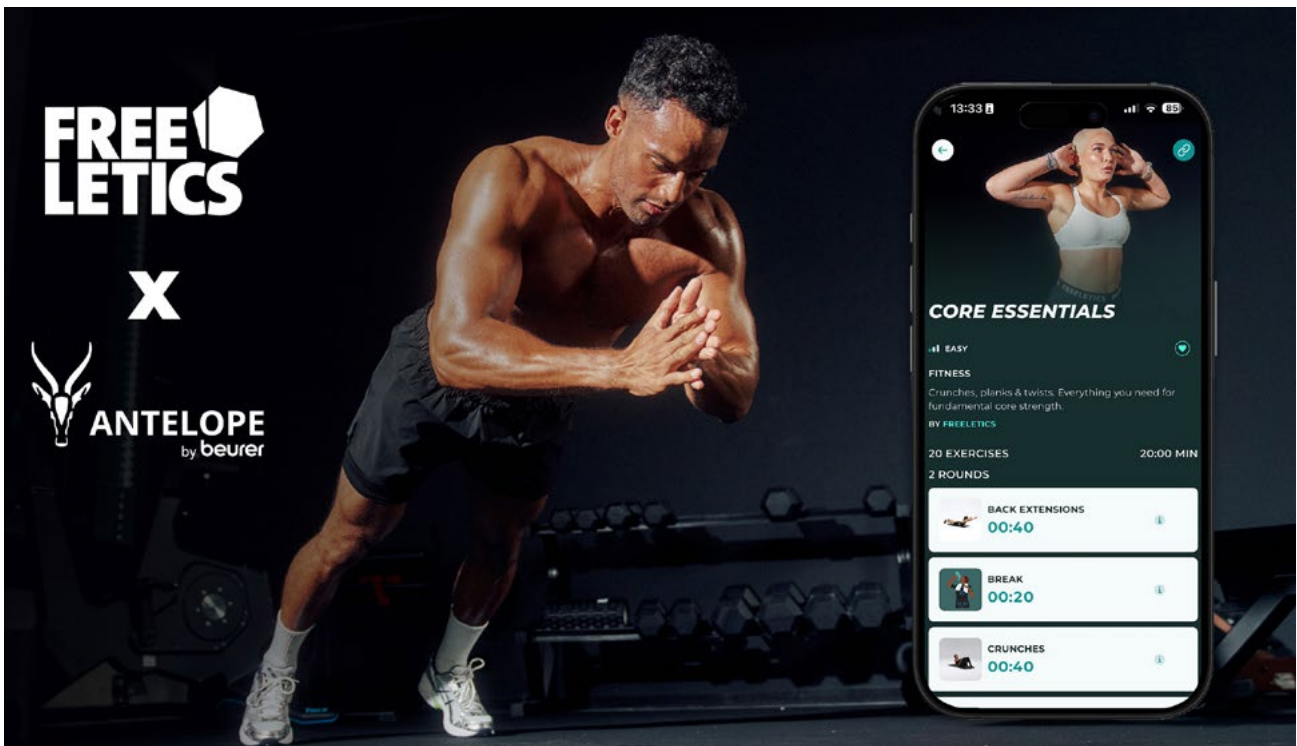 FREE
LETICS
X
ANTELOPE
by beurer
13:33
85
CORE ESSENTIALS
EASY
FITNESS
Crunches, planks & twists. Everything you need for
fundamental core strength.
BY FREELETICS
20 EXERCISES 20:00 MIN
2 ROUNDS
BACK EXTENSIONS
00:40
BREAK
00:20
CRUNCHES
00:40